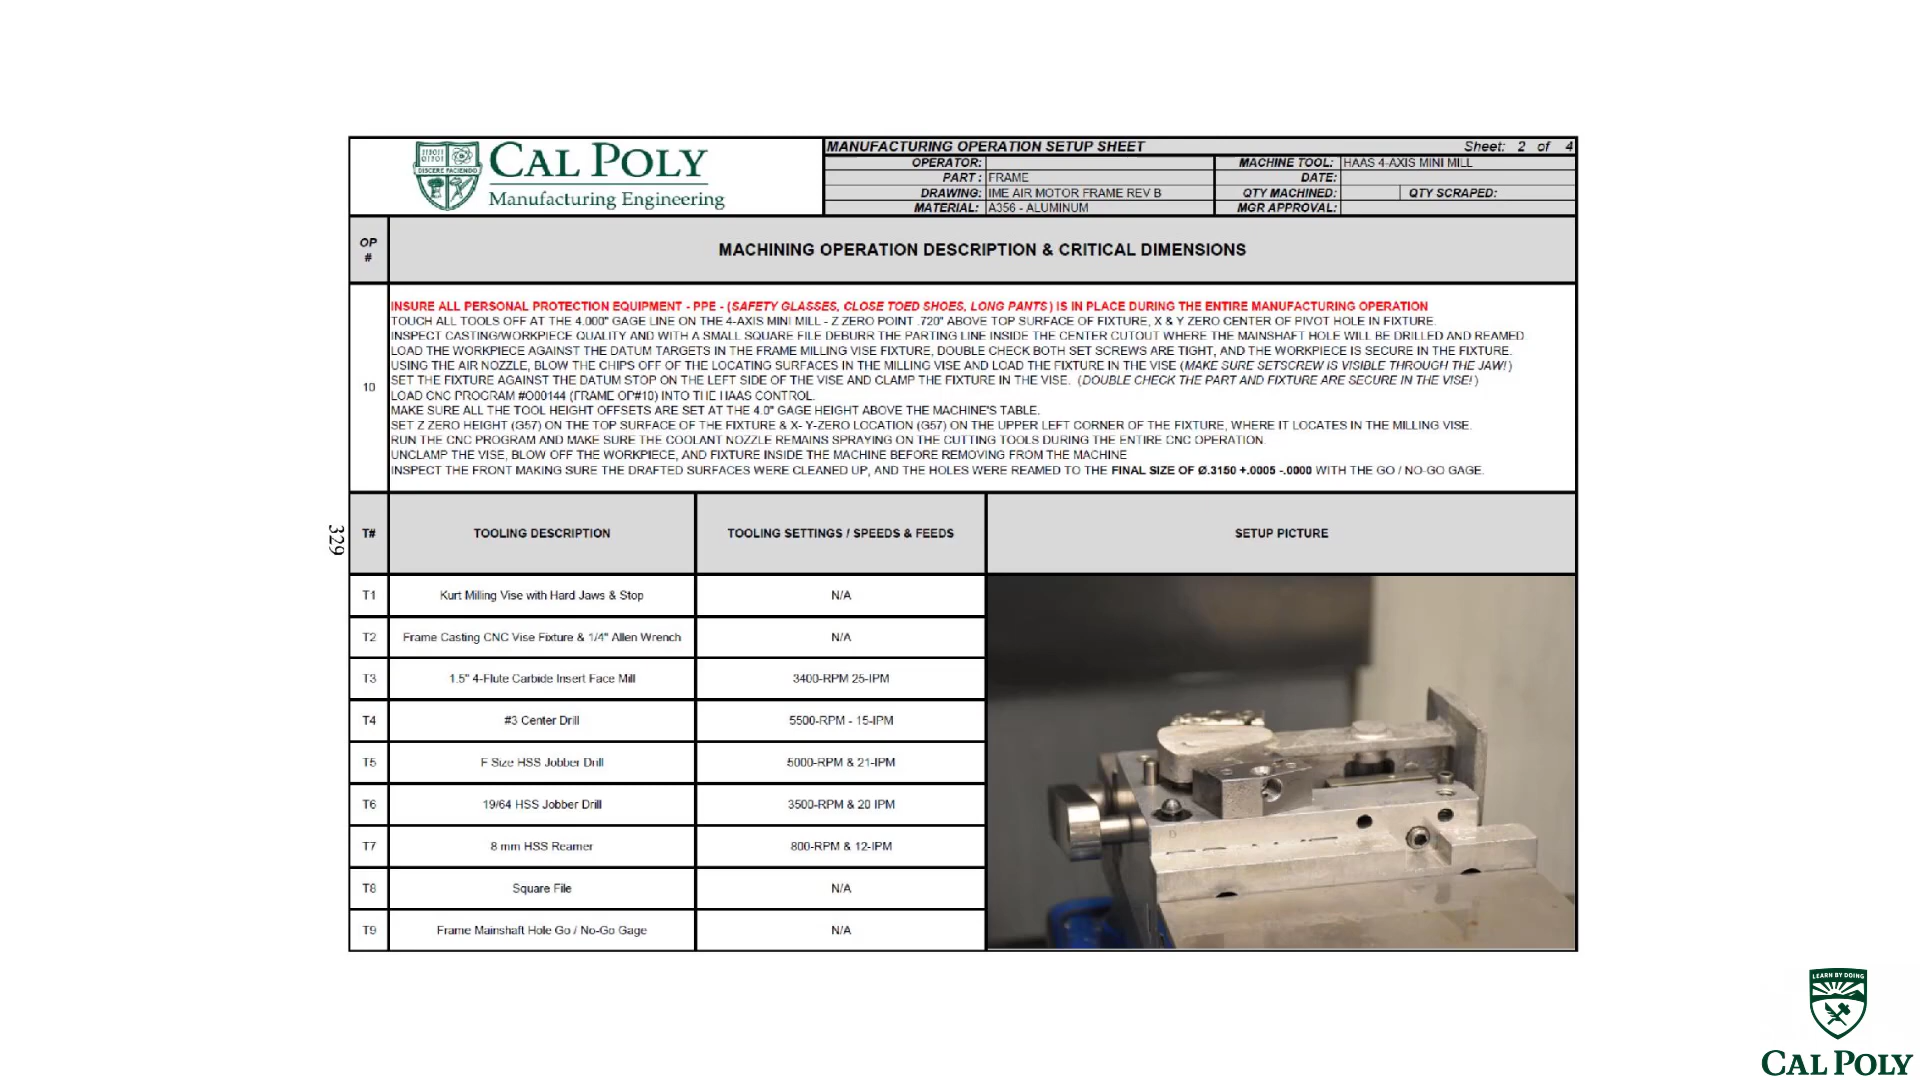 CAL POLY
Manufacturing Engineering
MANUFACTURING OPERATION SETUP SHEET Sheet: 2 of 4
OPERATOR: MACHINE TOOL: HAAS 4-AXIS MINI MILL
PART : FRAME DATE:
DRAWING: IME AIR MOTOR FRAME REV B QTY MACHINED: QTY SCRAPED:
MATERIAL: A356 - ALUMINUM MGR APPROVAL:
OP
#
MACHINING OPERATION DESCRIPTION & CRITICAL DIMENSIONS
10
INSURE ALL PERSONAL PROTECTION EQUIPMENT - PPE - (SAFETY GLASSES, CLOSE TOED SHOES, LONG PANTS) IS IN PLACE DURING THE ENTIRE MANUFACTURING OPERATION
TOUCH ALL TOOLS OFF AT THE 4.000" GAGE LINE ON THE 4-AXIS MINI MILL - Z ZERO POINT .720" ABOVE TOP SURFACE OF FIXTURE, X & Y ZERO CENTER OF PIVOT HOLE IN FIXTURE.
INSPECT CASTING/WORKPIECE QUALITY AND WITH A SMALL SQUARE FILE DEBURR THE PARTING LINE INSIDE THE CENTER CUTOUT WHERE THE MAINSHAFT HOLE WILL BE DRILLED AND REAMED
LOAD THE WORKPIECE AGAINST THE DATUM TARGETS IN THE FRAME MILLING VISE FIXTURE, DOUBLE CHECK BOTH SET SCREWS ARE TIGHT, AND THE WORKPIECE IS SECURE IN THE FIXTURE.
USING THE AIR NOZZLE, BLOW THE CHIPS OFF OF THE LOCATING SURFACES IN THE MILLING VISE AND LOAD THE FIXTURE IN THE VISE (MAKE SURE SETSCREW IS VISIBLE THROUGH THE JAW!)
SET THE FIXTURE AGAINST THE DATUM STOP ON THE LEFT SIDE OF THE VISE AND CLAMP THE FIXTURE IN THE VISE. (DOUBLE CHECK THE PART AND FIXTURE ARE SECURE IN THE VISE!)
LOAD CNC PROGRAM #O00144 (FRAME OP#10) INTO THE HAAS CONTROL.
MAKE SURE ALL THE TOOL HEIGHT OFFSETS ARE SET AT THE 4.0" GAGE HEIGHT ABOVE THE MACHINE'S TABLE.
SET Z ZERO HEIGHT (G57) ON THE TOP SURFACE OF THE FIXTURE & X- Y-ZERO LOCATION (G57) ON THE UPPER LEFT CORNER OF THE FIXTURE, WHERE IT LOCATES IN THE MILLING VISE.
RUN THE CNC PROGRAM AND MAKE SURE THE COOLANT NOZZLE REMAINS SPRAYING ON THE CUTTING TOOLS DURING THE ENTIRE CNC OPERATION.
UNCLAMP THE VISE, BLOW OFF THE WORKPIECE, AND FIXTURE INSIDE THE MACHINE BEFORE REMOVING FROM THE MACHINE
INSPECT THE FRONT MAKING SURE THE DRAFTED SURFACES WERE CLEANED UP, AND THE HOLES WERE REAMED TO THE FINAL SIZE OF Ø.3150 +.0005 -.0000 WITH THE GO / NO-GO GAGE.
329
T# TOOLING DESCRIPTION TOOLING SETTINGS / SPEEDS & FEEDS SETUP PICTURE
T1 Kurt Milling Vise with Hard Jaws & Stop N/A
T2 Frame Casting CNC Vise Fixture & 1/4" Allen Wrench N/A
T3 1.5" 4-Flute Carbide Insert Face Mill 3400-RPM 25-IPM
T4 #3 Center Drill 5500-RPM - 15-IPM
T5 F Size HSS Jobber Drill 5000-RPM & 21-IPM
T6 19/64 HSS Jobber Drill 3500-RPM & 20 IPM
T7 8 mm HSS Reamer 800-RPM & 12-IPM
T8 Square File N/A
T9 Frame Mainshaft Hole Go / No-Go Gage N/A
LEARN BY DOING
CAL POLY